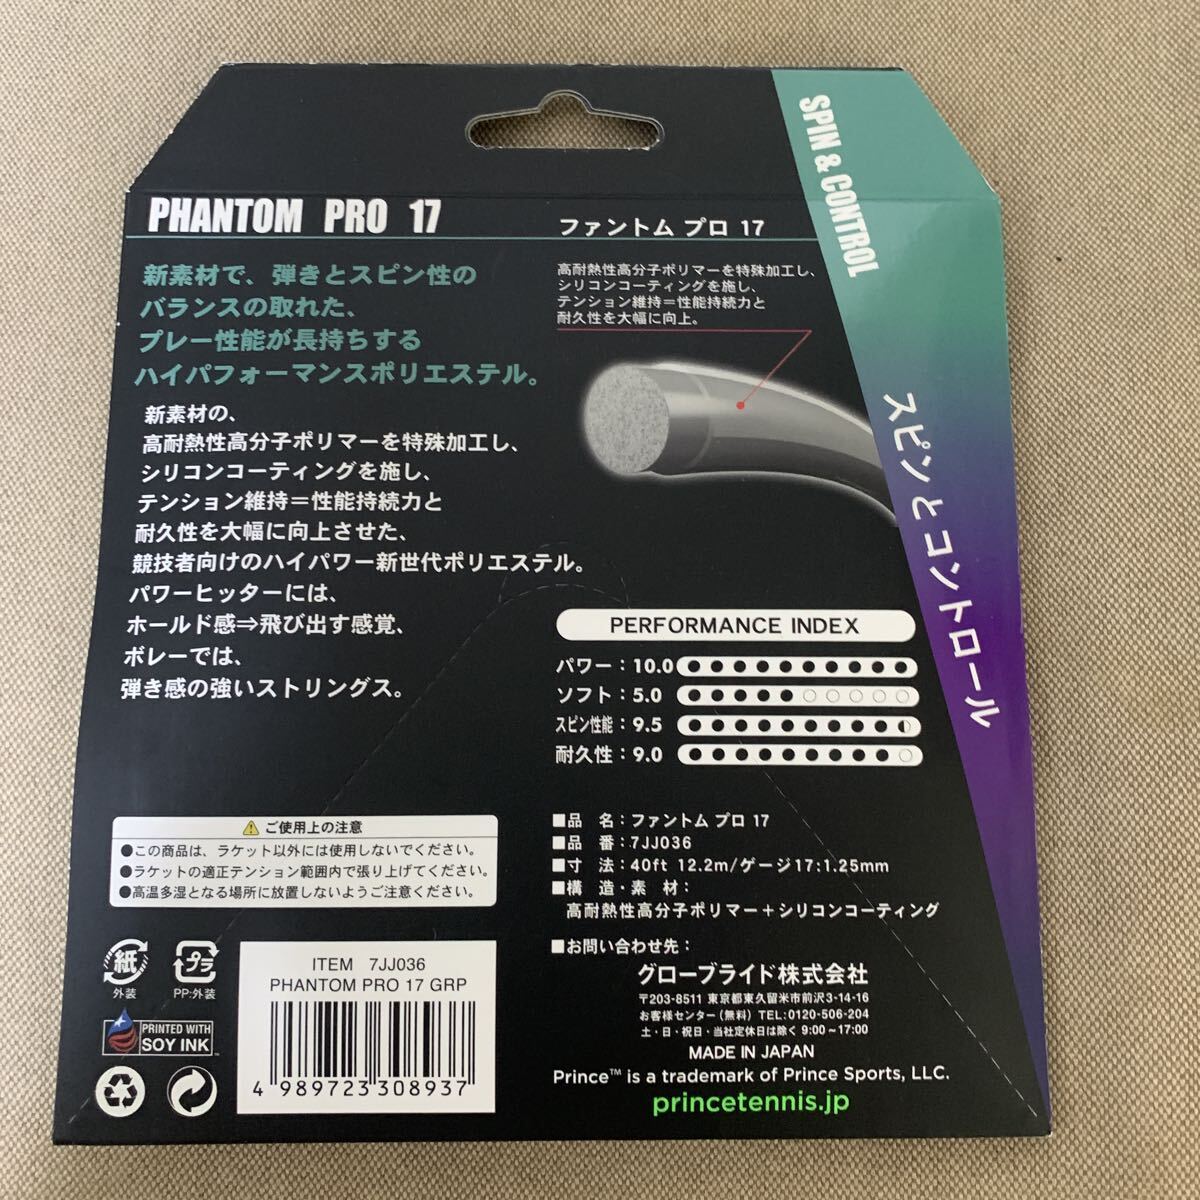 SPIN & CONTROL
スピンとコントロール
PHANTOM PRO 17
ファントム プロ 17
新素材で、弾きとスピン性の
バランスの取れた、
プレー性能が長持ちする
ハイパフォーマンスポリエステル。
新素材の、
高耐熱性高分子ポリマーを特殊加工し、
シリコンコーティングを施し、
テンション維持＝性能持続力と
耐久性を大幅に向上させた、
競技者向けのハイパワー新世代ポリエステル。
パワーヒッターには、
ホールド感⇒飛び出す感覚、
ボレーでは、
弾き感の強いストリングス。
高耐熱性高分子ポリマーを特殊加工し、
シリコンコーティングを施し、
テンション維持＝性能持続力と
耐久性を大幅に向上。
PERFORMANCE INDEX
パワー：10.0
ソフト：5.0
スピン性能：9.5
耐久性：9.0
⚠ご使用上の注意
●この商品は、ラケット以外には使用しないでください。
●ラケットの適正テンション範囲内で張り上げてください。
●高温多湿となる場所に放置しないようご注意ください。
■品　名：ファントム プロ 17
■品　番：7JJ036
■寸　法：40ft 12.2m/ゲージ17：1.25mm
■構 造・素 材：
高耐熱性高分子ポリマー＋シリコンコーティング
■お問い合わせ先：
グローブライド株式会社
〒203-8511 東京都東久留米市前沢3-14-16
お客様センター（無料）TEL：0120-506-204
土・日・祝日・当社定休日は除く 9:00～17:00
MADE IN JAPAN
Prince™ is a trademark of Prince Sports, LLC.
princetennis.jp
紙
外装
プラ
PP：外装
PRINTED WITH
SOY INK™
ITEM 7JJ036
PHANTOM PRO 17 GRP
4 989723 308937